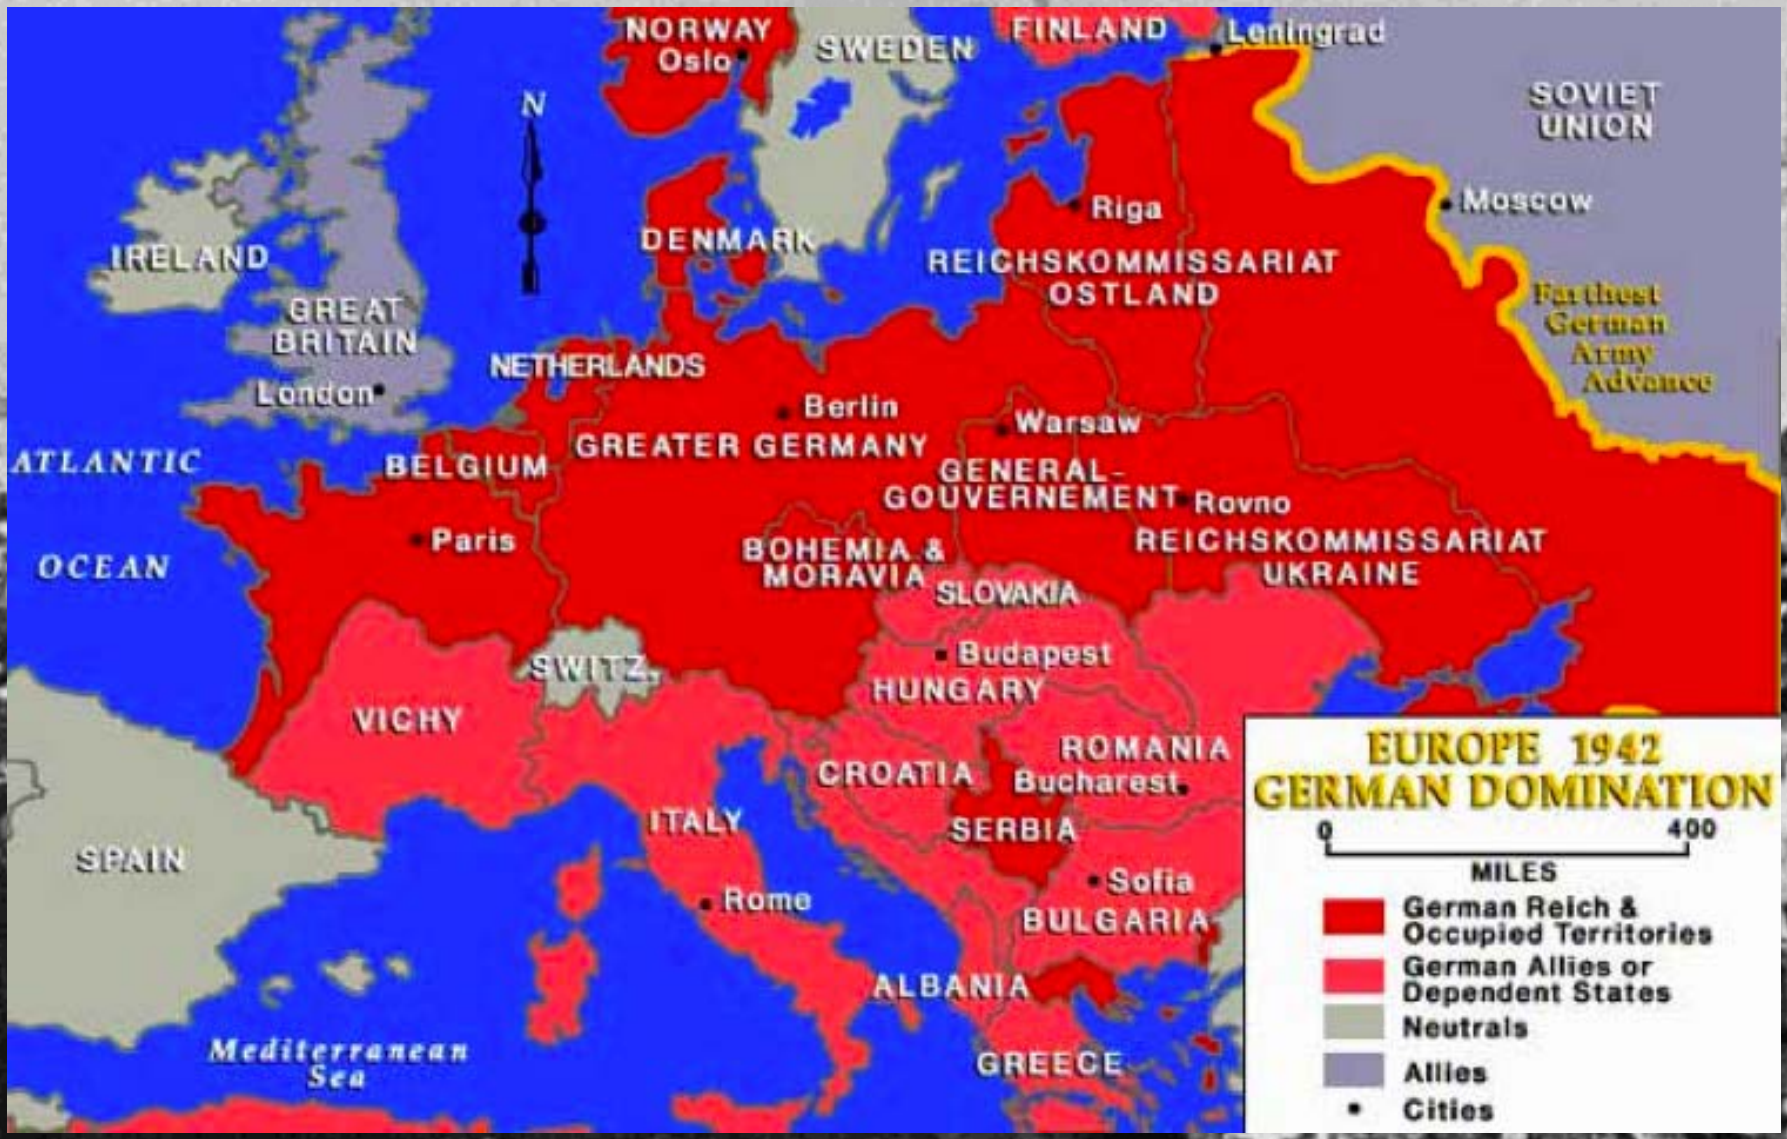 NORWAY
Oslo
SWEDEN
FINLAND
Leningrad
SOVIET
UNION
N
Moscow
Riga
IRELAND
DENMARK
REICHSKOMMISSARIAT
OSTLAND
GREAT
BRITAIN
Farthest
German
Army
Advance
NETHERLANDS
London
Berlin
Warsaw
GREATER GERMANY
ATLANTIC
BELGIUM
GENERAL-
GOUVERNEMENT
Rovno
Paris
BOHEMIA &
MORAVIA
REICHSKOMMISSARIAT
UKRAINE
OCEAN
SLOVAKIA
SWITZ.
Budapest
HUNGARY
VICHY
ROMANIA
Bucharest
CROATIA
ITALY
SERBIA
SPAIN
Sofia
Rome
BULGARIA
ALBANIA
Mediterranean
Sea
GREECE
EUROPE 1942
GERMAN DOMINATION
0 400
MILES
German Reich &
Occupied Territories
German Allies or
Dependent States
Neutrals
Allies
Cities